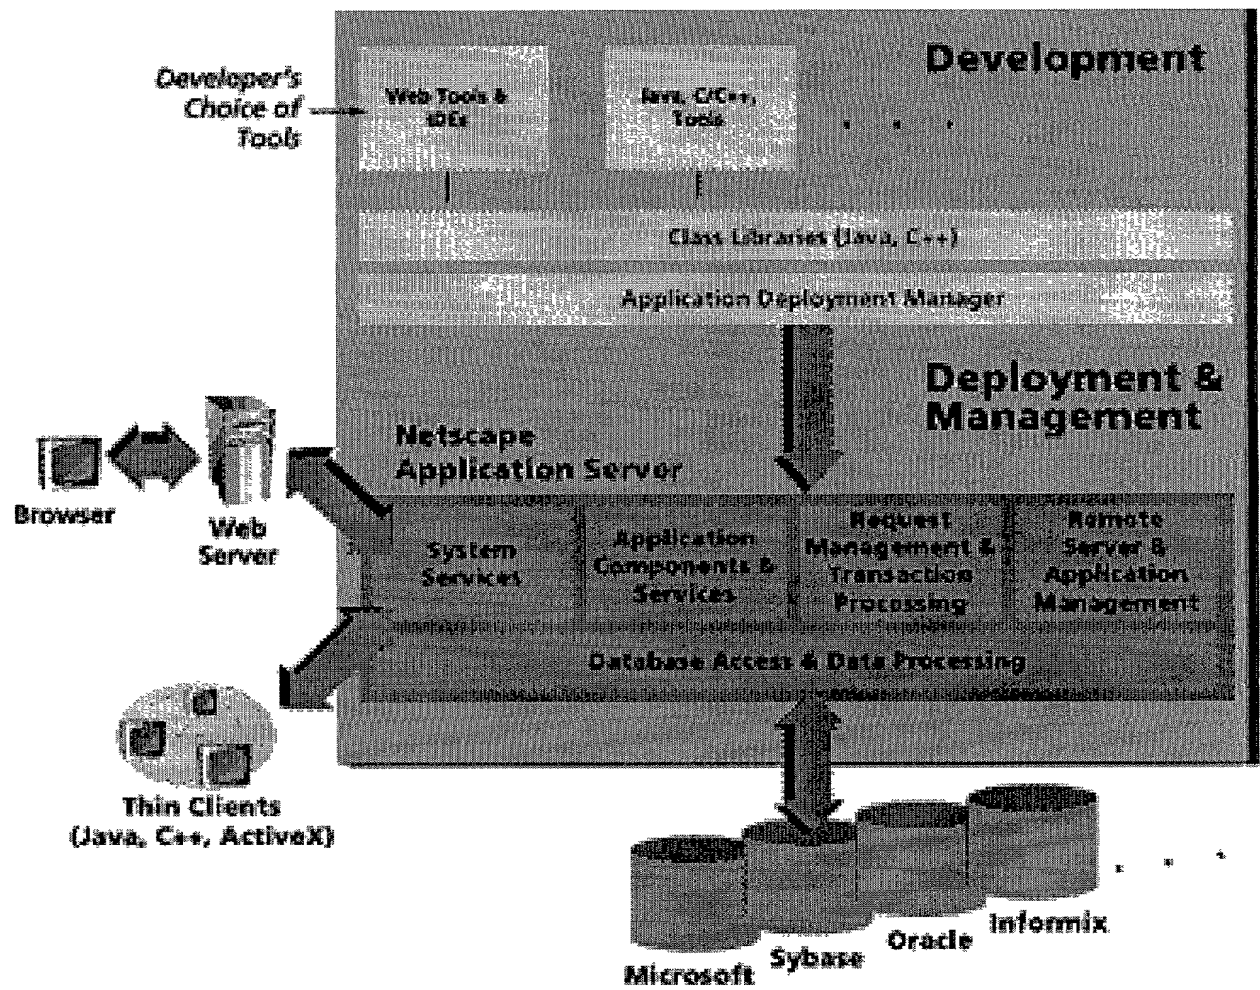 Development
Developer's
Choice of
Tools
Web Tools &
IDEs
Java, C/C++,
Tools
. . .
Class Libraries (Java, C++)
Application Deployment Manager
Deployment &
Management
Netscape
Application Server
Browser
Web
Server
System
Services
Application
Components &
Services
Request
Management &
Transaction
Processing
Remote
Server &
Application
Management
Database Access & Data Processing
Thin Clients
(Java, C++, ActiveX)
Microsoft
Sybase
Oracle
Informix
. . .